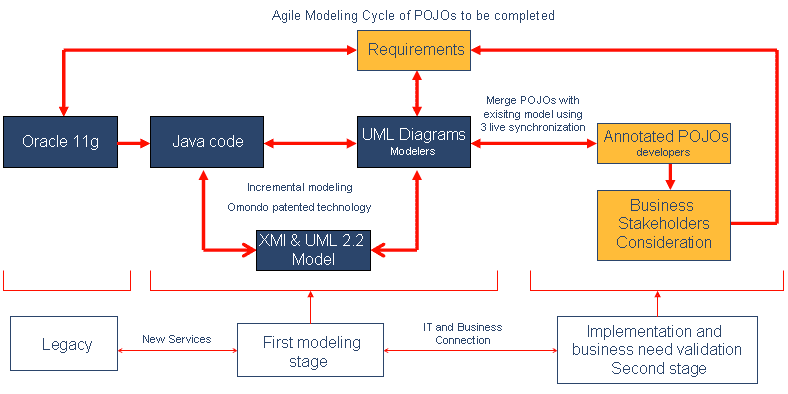 Agile Modeling Cycle of POJOs to be completed
Requirements
Merge POJOs with
exisitng model using
3 live synchronization
Oracle 11g
Java code
UML Diagrams
Modelers
Annotated POJOs
developers
Incremental modeling
Omondo patented technology
Business
Stakeholders
Consideration
XMI & UML 2.2
Model
Legacy
New Services
First modeling
stage
IT and Business
Connection
Implementation and
business need validation
Second stage